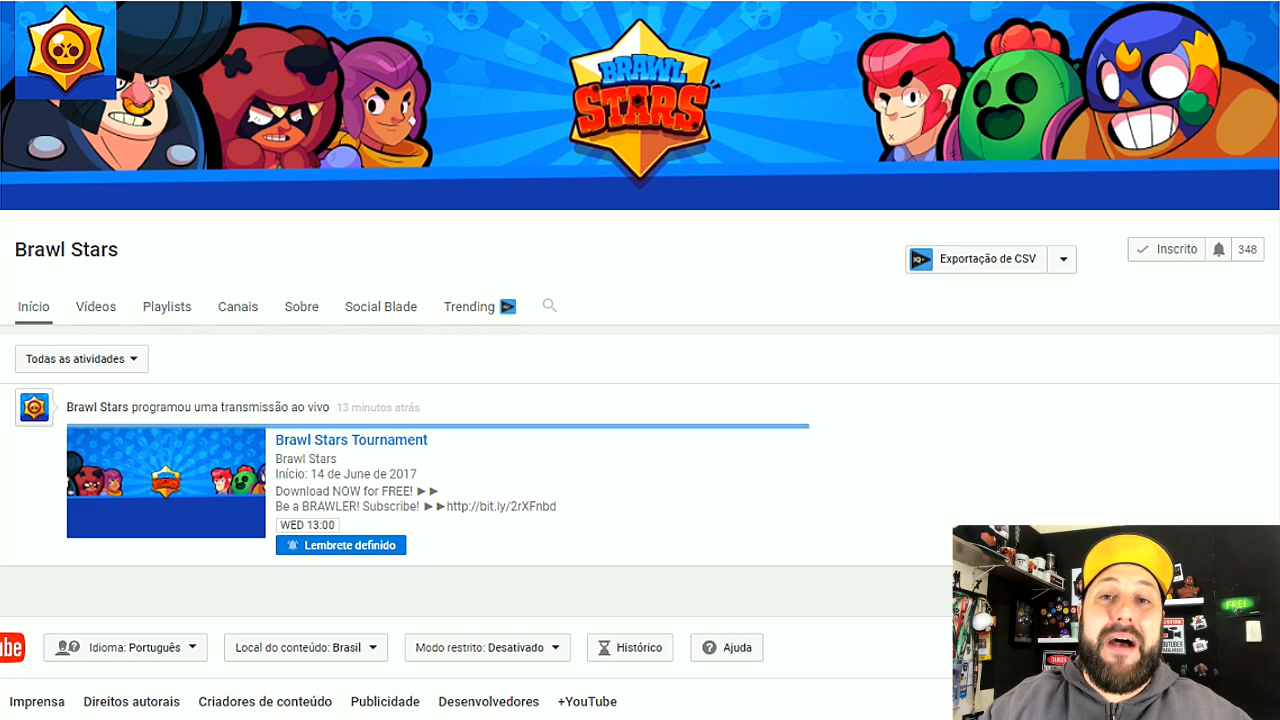 BRAWL
STARS
Brawl Stars
Exportação de CSV
Inscrito
348
Início Vídeos Playlists Canais Sobre Social Blade Trending
Todas as atividades
Brawl Stars programou uma transmissão ao vivo 13 minutos atrás
Brawl Stars Tournament
Brawl Stars
Início: 14 de June de 2017
Download NOW for FREE! ►►
Be a BRAWLER! Subscribe! ►►http://bit.ly/2rXFnbd
WED 13:00
Lembrete definido
FREI
DANGER
be Idioma: Português Local do conteúdo: Brasil Modo restrito: Desativado Histórico Ajuda
Imprensa Direitos autorais Criadores de conteúdo Publicidade Desenvolvedores +YouTube